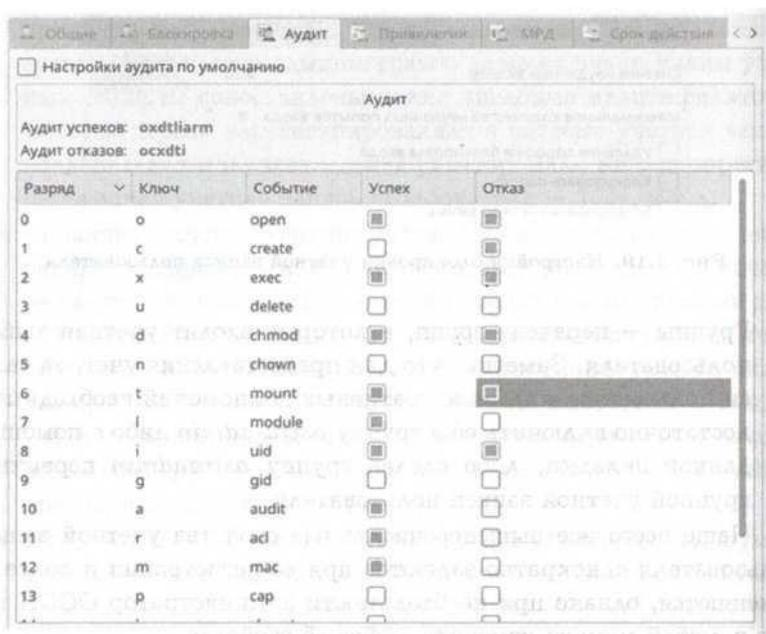 Общие Блокировка Аудит Привилегии МРД Срок действия
Настройки аудита по умолчанию
Аудит
Аудит успехов: oxdtliarm
Аудит отказов: ocxdti
Разряд Ключ Событие Успех Отказ
0 o open
1 c create
2 x exec
3 u delete
4 d chmod
5 n chown
6 t mount
7 l module
8 i uid
9 g gid
10 a audit
11 r acl
12 m mac
13 p cap